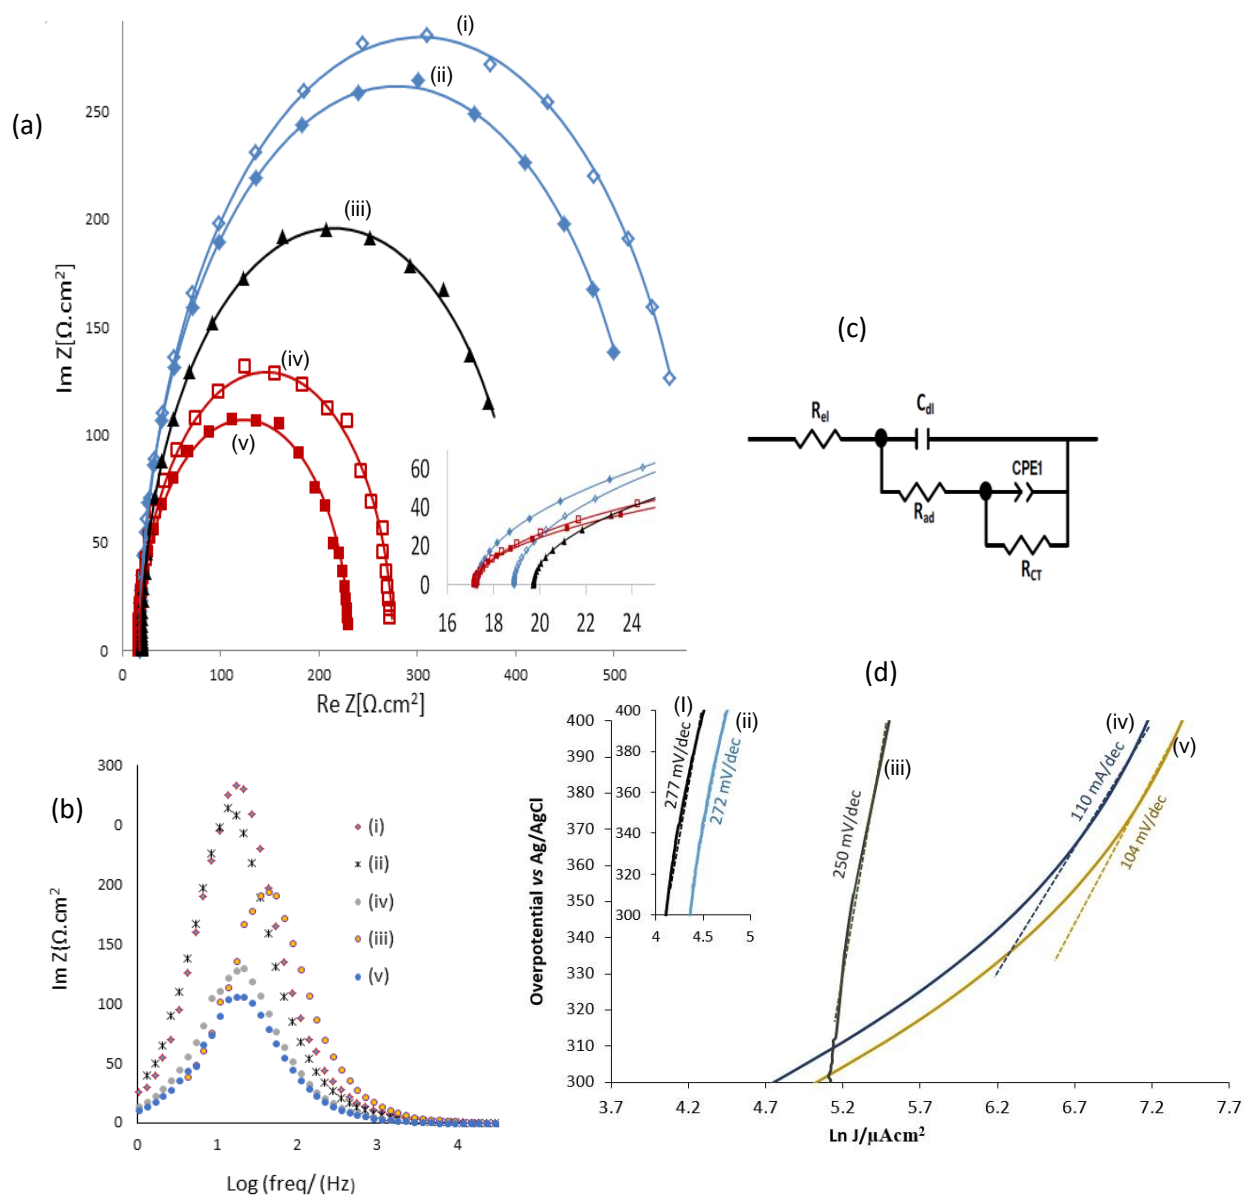 (a)
Im Z[Ω.cm²]
250
200
150
100
50
0
(i)
(ii)
(iii)
(iv)
(v)
60
40
20
0
16
18
20
22
24
0
100
200
300
400
500
Re Z[Ω.cm²]
(b)
Im Z{Ω.cm²
300
0
200
150
100
50
0
(i)
(ii)
(iv)
(iii)
(v)
0
1
2
3
4
Log (freq/ (Hz)
(c)
Rel
Cdl
Rad
CPE1
RCT
(d)
Overpotential vs Ag/AgCl
400
390
380
370
360
350
340
330
320
310
300
400
380
360
340
320
300
(I)
(ii)
277 mV/dec
272 mV/dec
4
4.5
5
(iii)
250 mV/dec
(iv)
110 mA/dec
(v)
104 mV/dec
3.7
4.2
4.7
5.2
5.7
6.2
6.7
7.2
7.7
Ln J/µAcm²